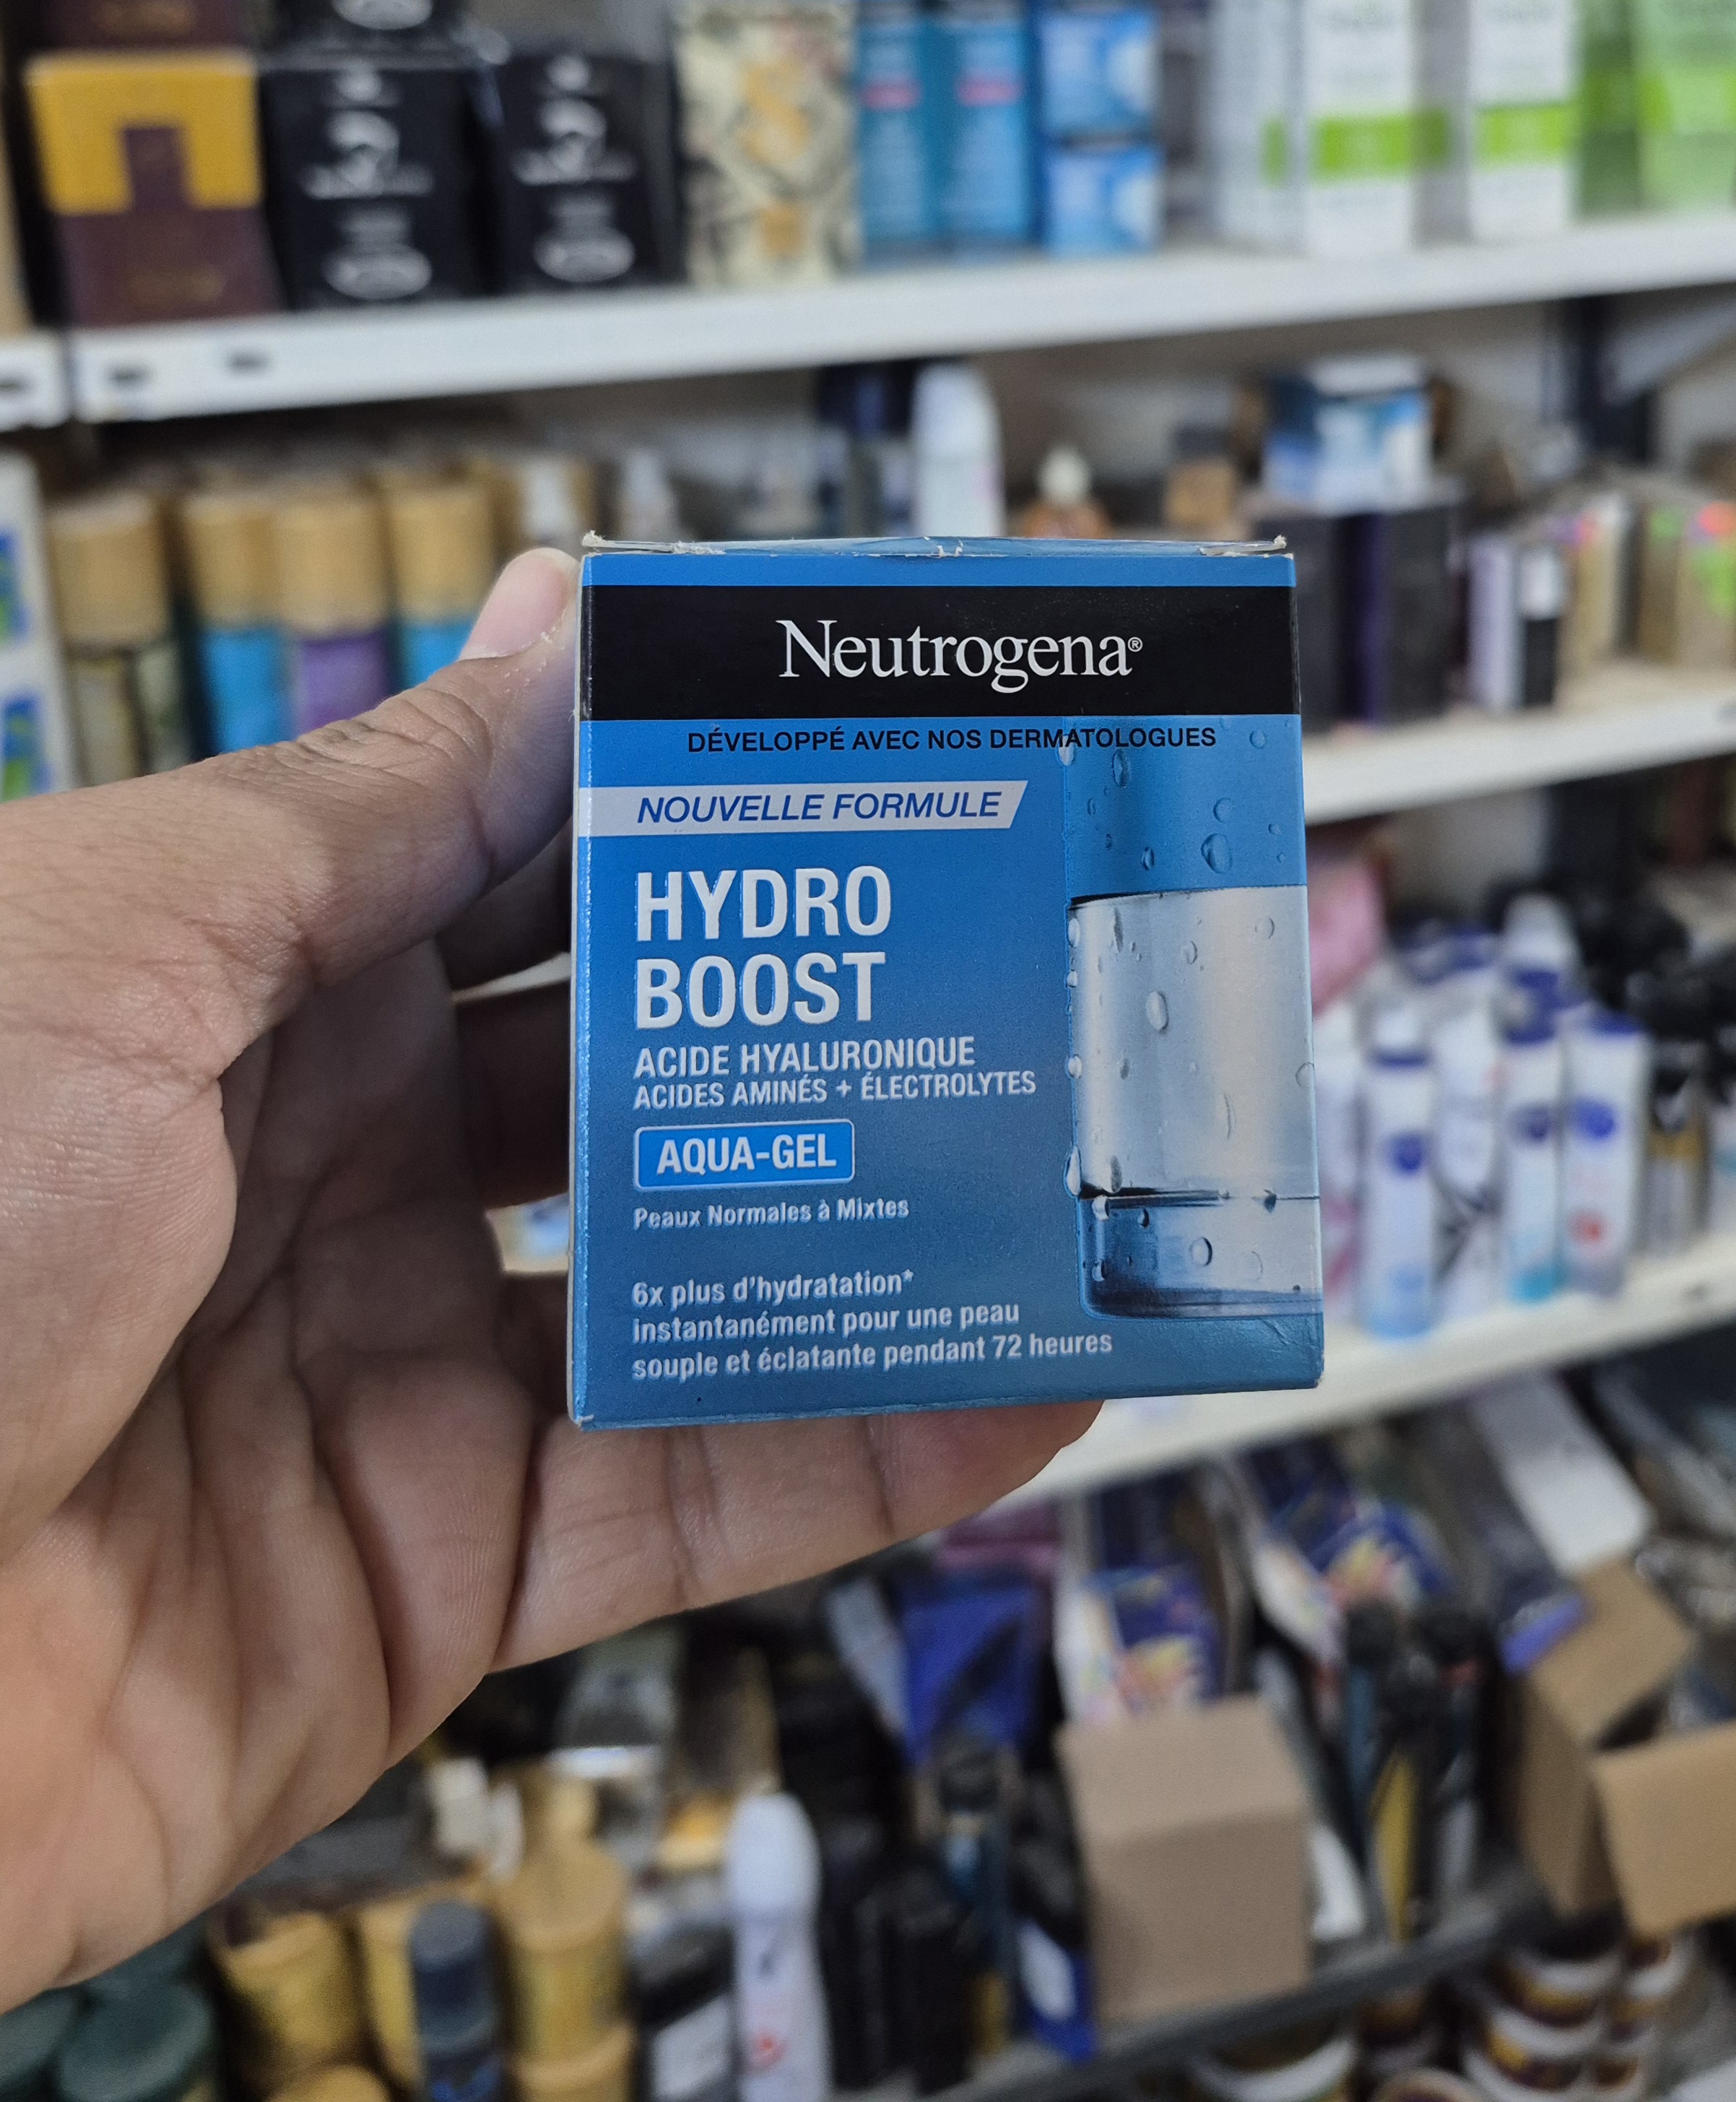 Neutrogena®
DÉVELOPPÉ AVEC NOS DERMATOLOGUES
NOUVELLE FORMULE
HYDRO
BOOST
ACIDE HYALURONIQUE
ACIDES AMINÉS + ÉLECTROLYTES
AQUA-GEL
Peaux Normales à Mixtes
6x plus d'hydratation*
instantanément pour une peau
souple et éclatante pendant 72 heures